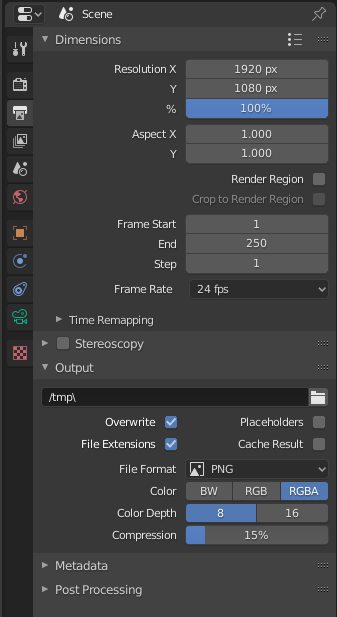 Scene
Dimensions
Resolution X 1920 px
Y 1080 px
% 100%
Aspect X 1.000
Y 1.000
Render Region
Crop to Render Region
Frame Start 1
End 250
Step 1
Frame Rate 24 fps
Time Remapping
Stereoscopy
Output
/tmp\
Overwrite Placeholders
File Extensions Cache Result
File Format PNG
Color BW RGB RGBA
Color Depth 8 16
Compression 15%
Metadata
Post Processing